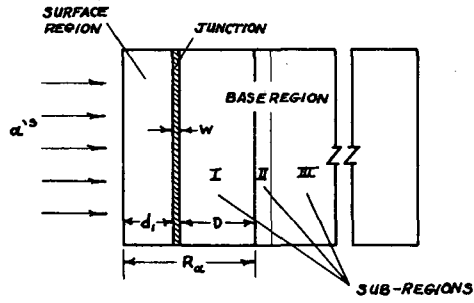 SURFACE
REGION
JUNCTION
BASE REGION
α's
W
I II III
d₁ D
Rα
SUB-REGIONS